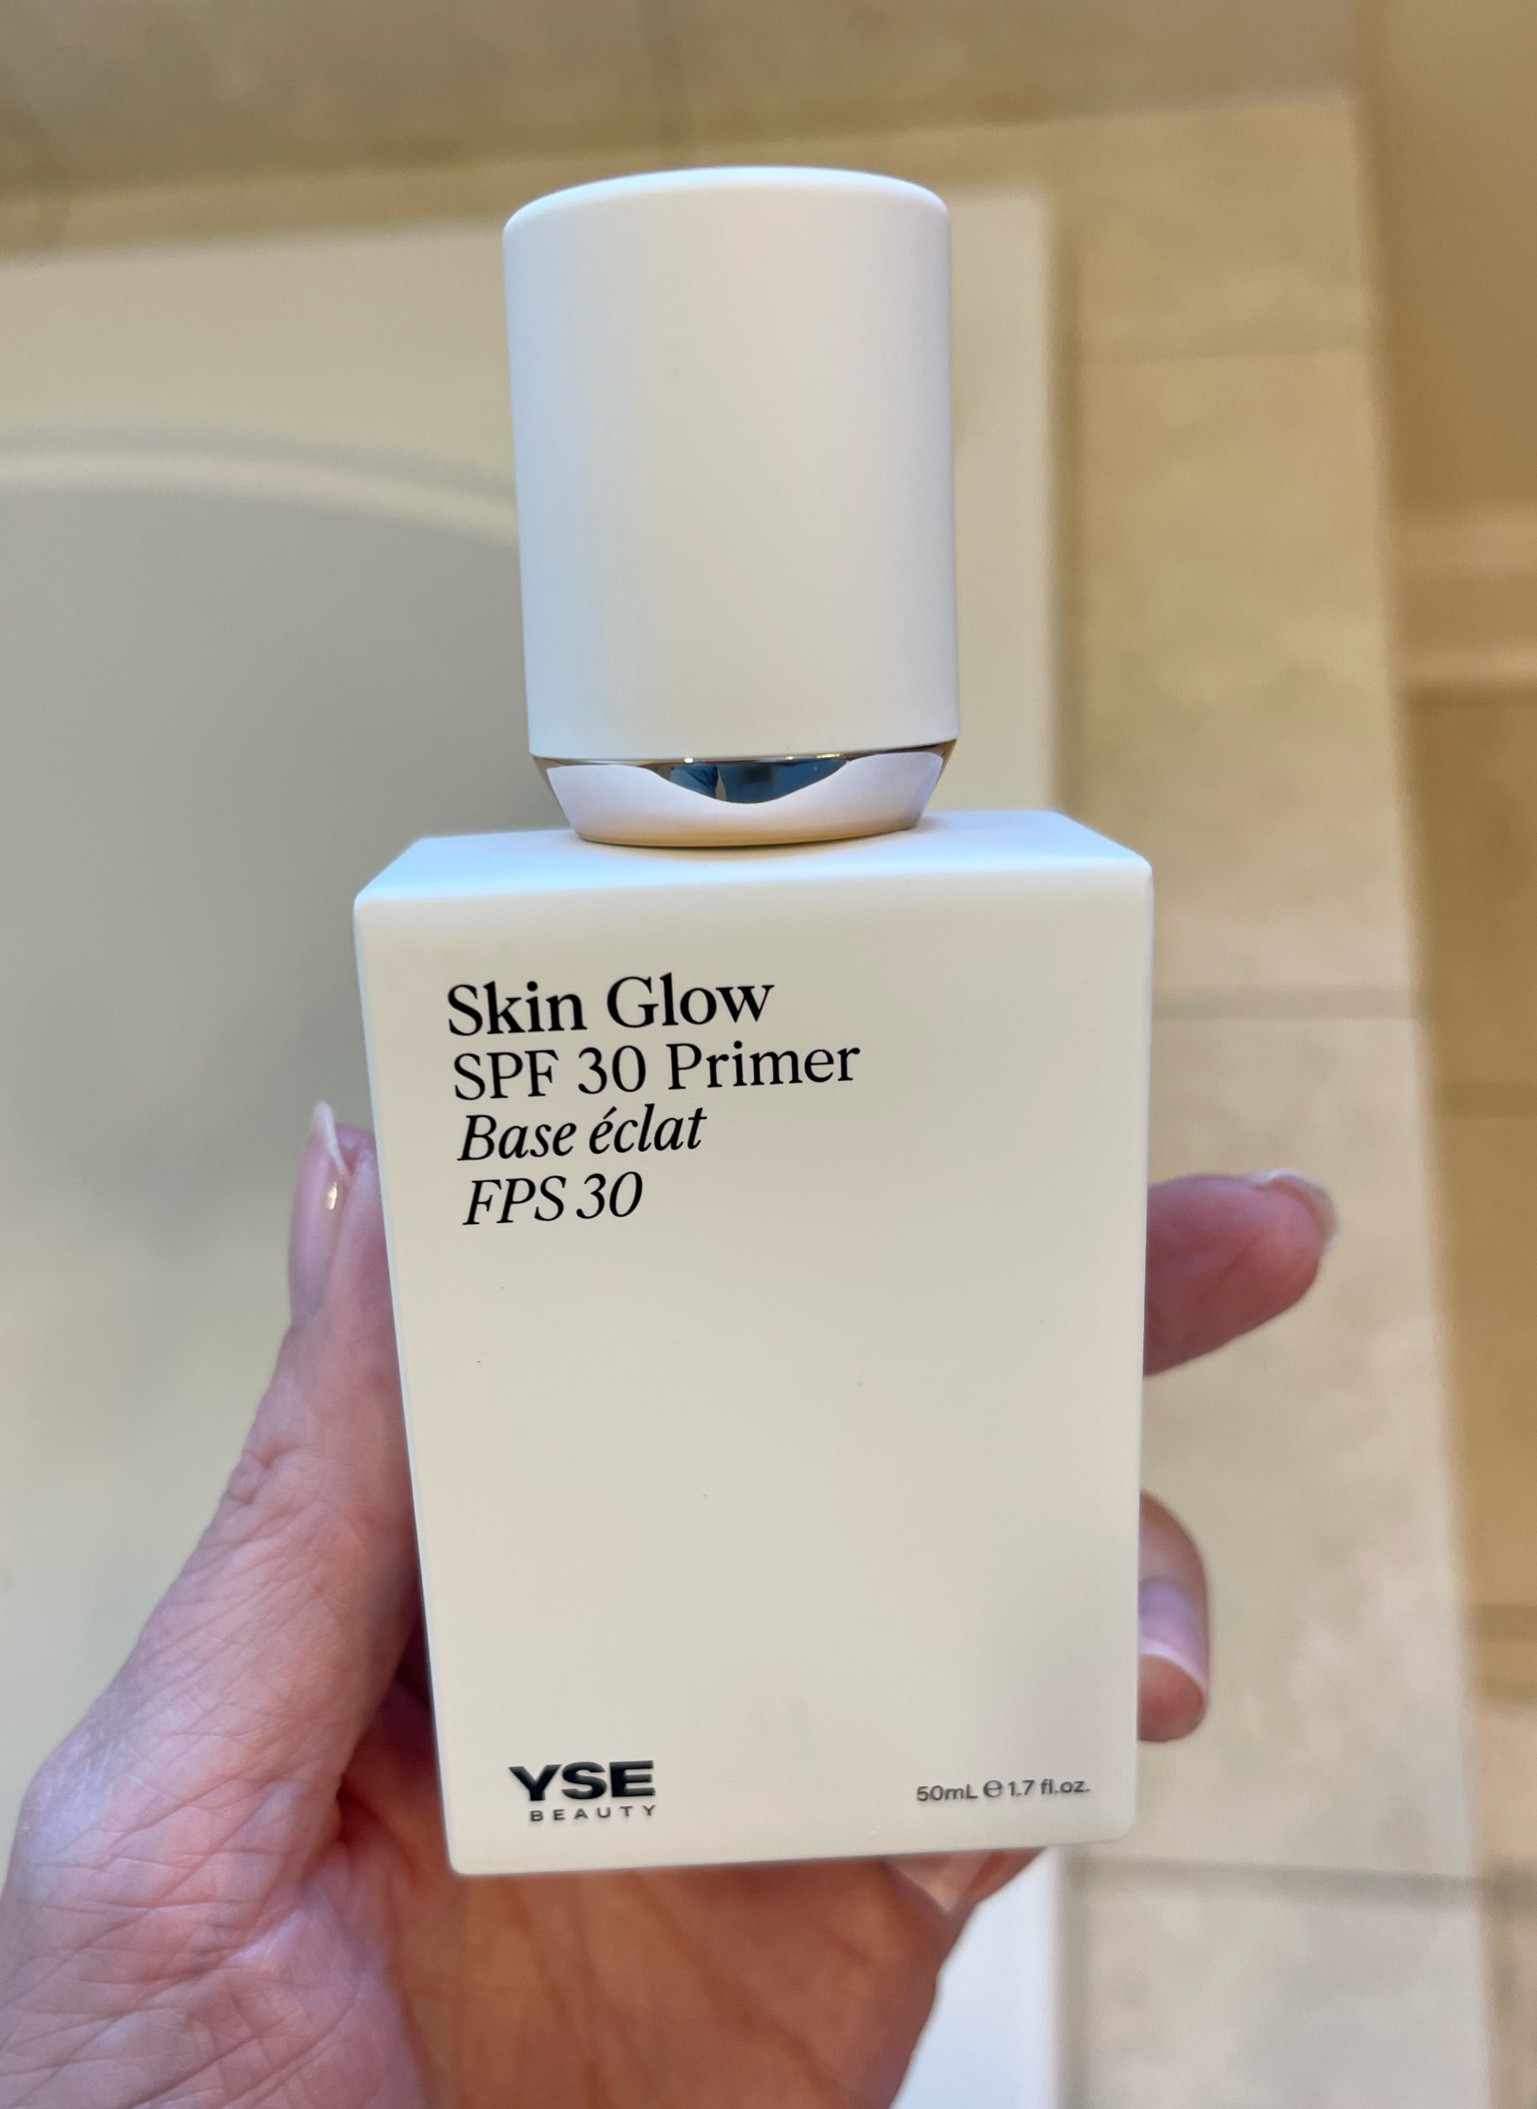 Skin Glow
SPF 30 Primer
Base éclat
FPS 30
YSE
BEAUTY
50mL ℮ 1.7 fl.oz.